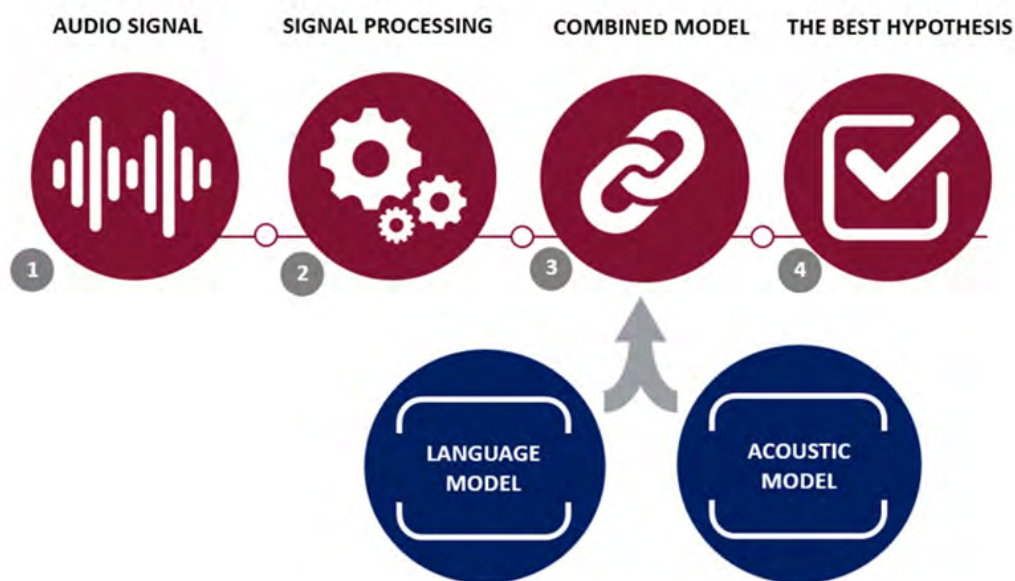 AUDIO SIGNAL
SIGNAL PROCESSING
COMBINED MODEL
THE BEST HYPOTHESIS
1
2
3
4
LANGUAGE
MODEL
ACOUSTIC
MODEL